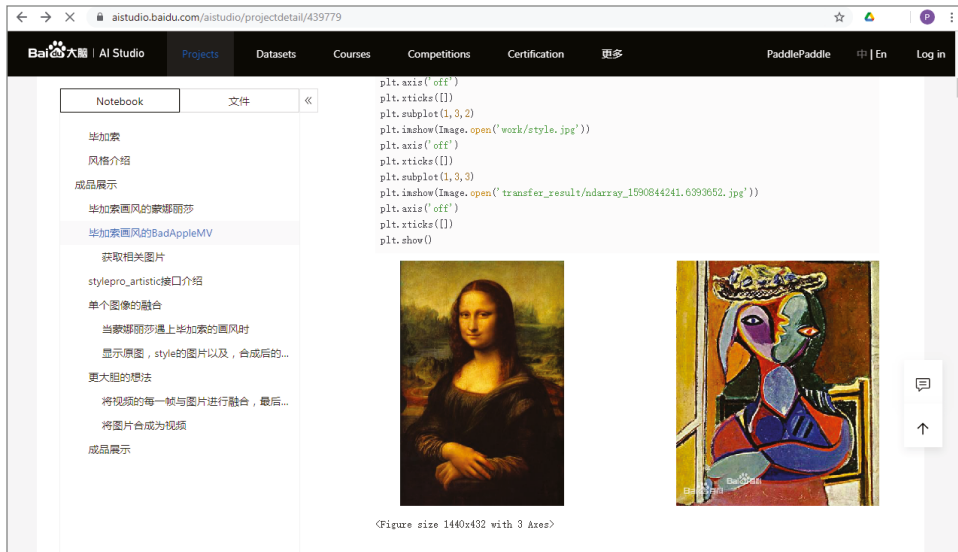 aistudio.baidu.com/aistudio/projectdetail/439779
P
Bai大脑 | AI Studio
Projects
Datasets
Courses
Competitions
Certification
更多
PaddlePaddle
中 | En
Log in
Notebook
文件
«
毕加索
风格介绍
成品展示
毕加索画风的蒙娜丽莎
毕加索画风的BadAppleMV
获取相关图片
stylepro_artistic接口介绍
单个图像的融合
当蒙娜丽莎遇上毕加索的画风时
显示原图，style的图片以及，合成后的...
更大胆的想法
将视频的每一帧与图片进行融合，最后...
将图片合成为视频
成品展示
plt.axis('off')
plt.xticks([])
plt.subplot(1,3,2)
plt.imshow(Image.open('work/style.jpg'))
plt.axis('off')
plt.xticks([])
plt.subplot(1,3,3)
plt.imshow(Image.open('transfer_result/ndarray_1590844241.6393652.jpg'))
plt.axis('off')
plt.xticks([])
plt.show()
<Figure size 1440x432 with 3 Axes>